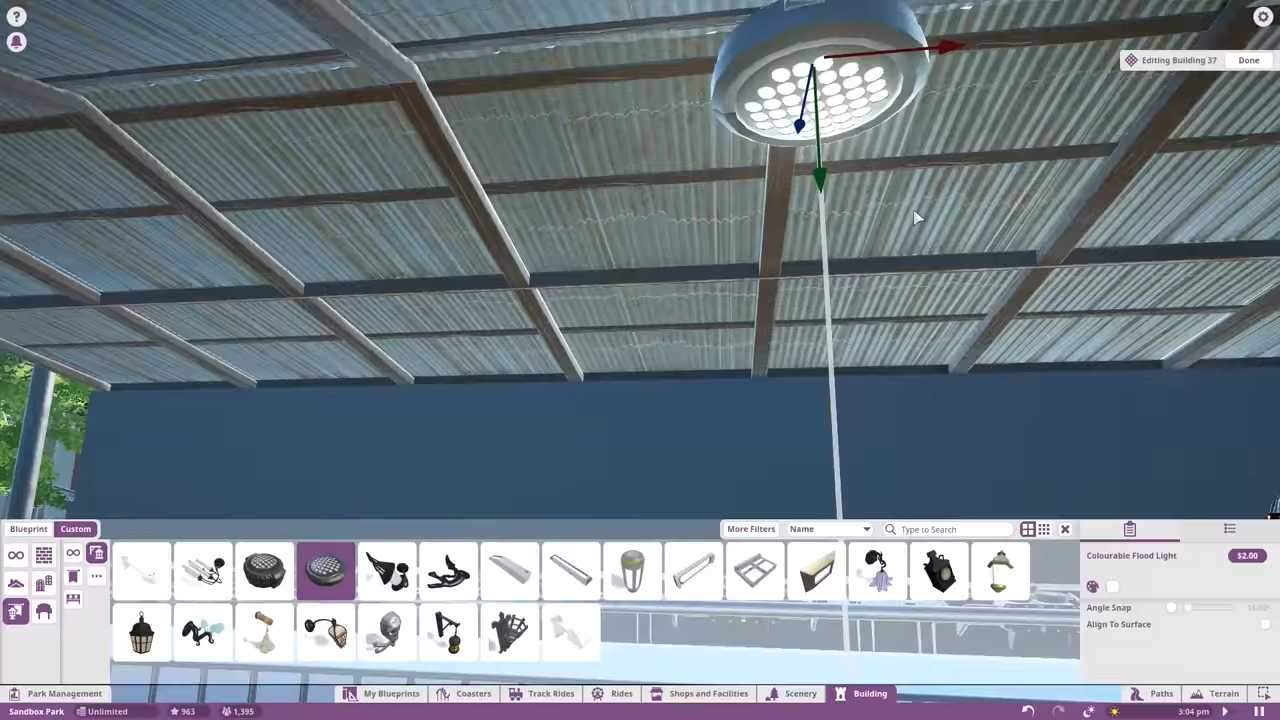 ?
Editing Building 37 Done
Blueprint Custom More Filters Name Type to Search
Colourable Flood Light $2.00
Angle Snap
Align To Surface
Park Management My Blueprints Coasters Track Rides Rides Shops and Facilities Scenery Building Paths Terrain
Sandbox Park Unlimited 963 1,395 3:04 pm